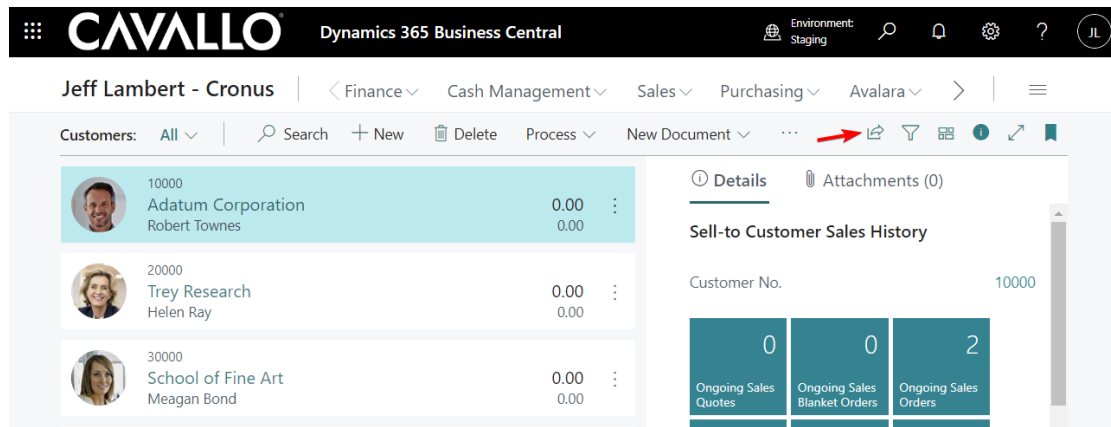 CAVALLO Dynamics 365 Business Central Environment: Staging ? JL
Jeff Lambert - Cronus Finance Cash Management Sales Purchasing Avalara
Customers: All Search New Delete Process New Document ...
10000
Adatum Corporation 0.00
Robert Townes 0.00
20000
Trey Research 0.00
Helen Ray 0.00
30000
School of Fine Art 0.00
Meagan Bond 0.00
Details Attachments (0)
Sell-to Customer Sales History
Customer No. 10000
0 0 2
Ongoing Sales Quotes
Ongoing Sales Blanket Orders
Ongoing Sales Orders